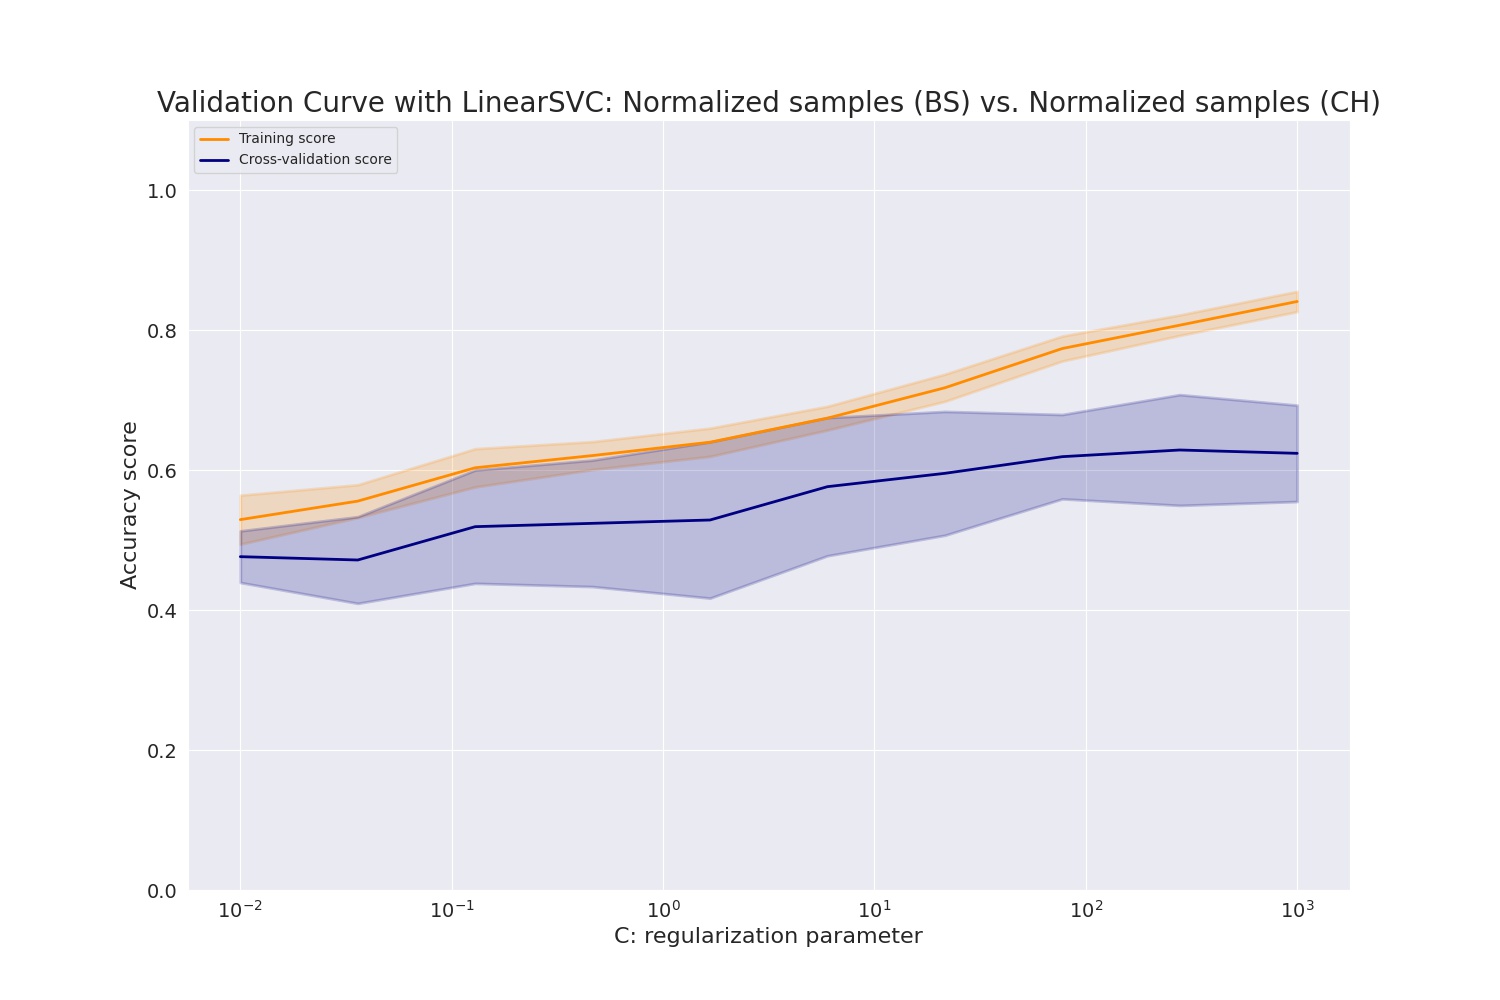 Validation Curve with LinearSVC: Normalized samples (BS) vs. Normalized samples (CH)
Training score
Cross-validation score
1.0
0.8
0.6
0.4
0.2
0.0
Accuracy score
10⁻² 10⁻¹ 10⁰ 10¹ 10² 10³
C: regularization parameter